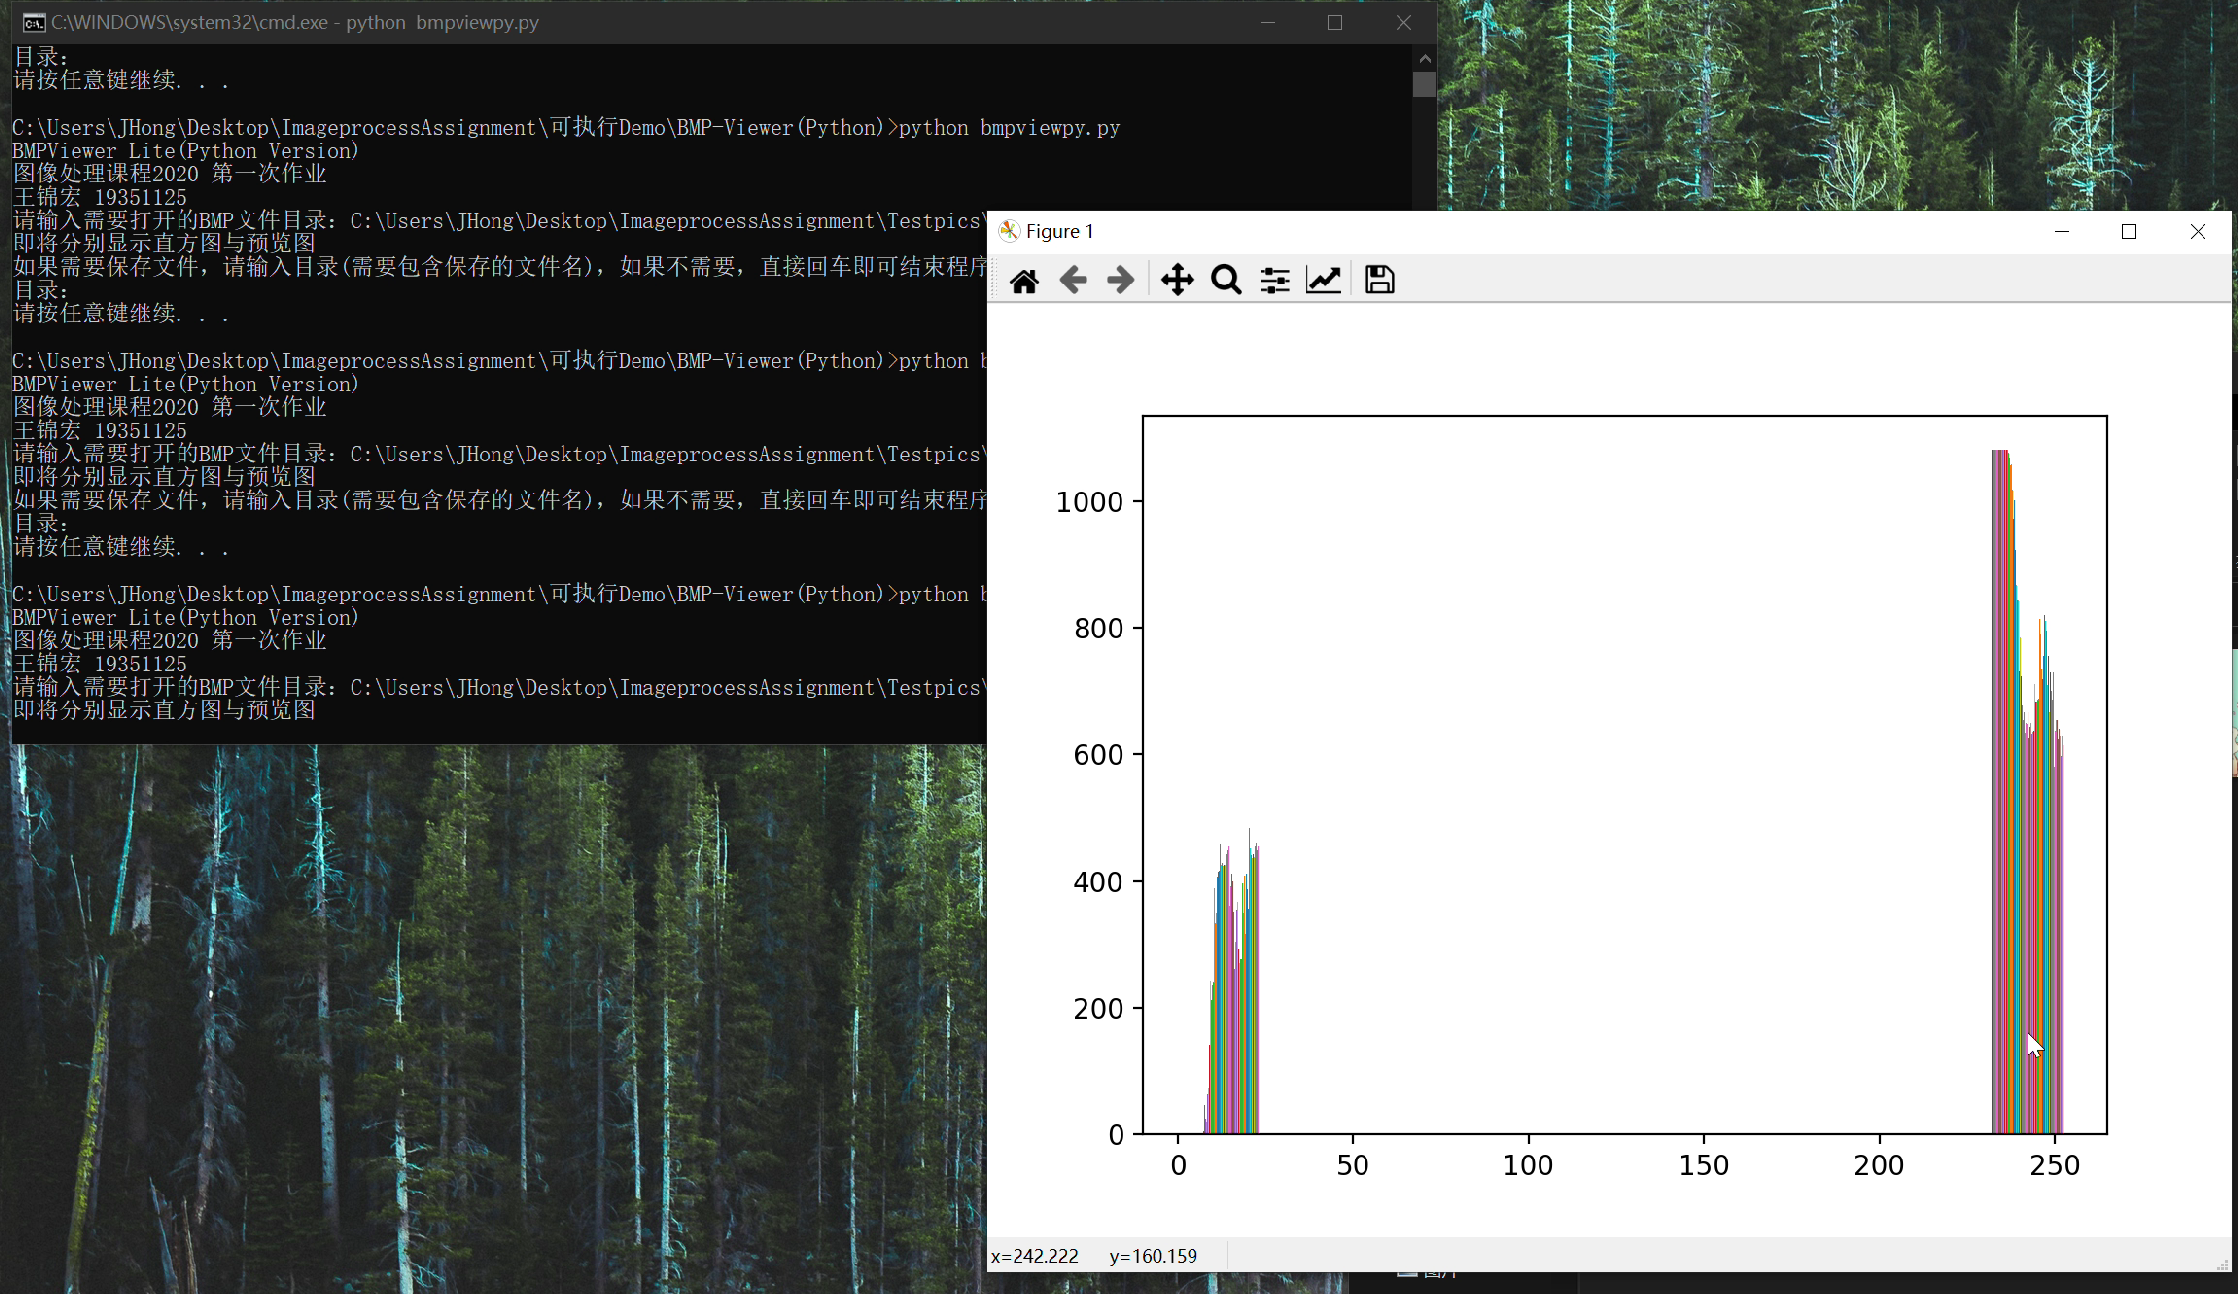 C:\WINDOWS\system32\cmd.exe - python  bmpviewpy.py
目录:
请按任意键继续. . .
C:\Users\JHong\Desktop\ImageprocessAssignment\可执行Demo\BMP-Viewer(Python)>python bmpviewpy.py
BMPViewer Lite(Python Version)
图像处理课程2020 第一次作业
王锦宏 19351125
请输入需要打开的BMP文件目录: C:\Users\JHong\Desktop\ImageprocessAssignment\Testpics\
即将分别显示直方图与预览图
如果需要保存文件, 请输入目录(需要包含保存的文件名), 如果不需要, 直接回车即可结束程序
目录:
请按任意键继续. . .
C:\Users\JHong\Desktop\ImageprocessAssignment\可执行Demo\BMP-Viewer(Python)>python
BMPViewer Lite(Python Version)
图像处理课程2020 第一次作业
王锦宏 19351125
请输入需要打开的BMP文件目录: C:\Users\JHong\Desktop\ImageprocessAssignment\Testpics\
即将分别显示直方图与预览图
如果需要保存文件, 请输入目录(需要包含保存的文件名), 如果不需要, 直接回车即可结束程序
目录:
请按任意键继续. . .
C:\Users\JHong\Desktop\ImageprocessAssignment\可执行Demo\BMP-Viewer(Python)>python
BMPViewer Lite(Python Version)
图像处理课程2020 第一次作业
王锦宏 19351125
请输入需要打开的BMP文件目录: C:\Users\JHong\Desktop\ImageprocessAssignment\Testpics\
即将分别显示直方图与预览图
Figure 1
1000
800
600
400
200
0
0 50 100 150 200 250
x=242.222 y=160.159